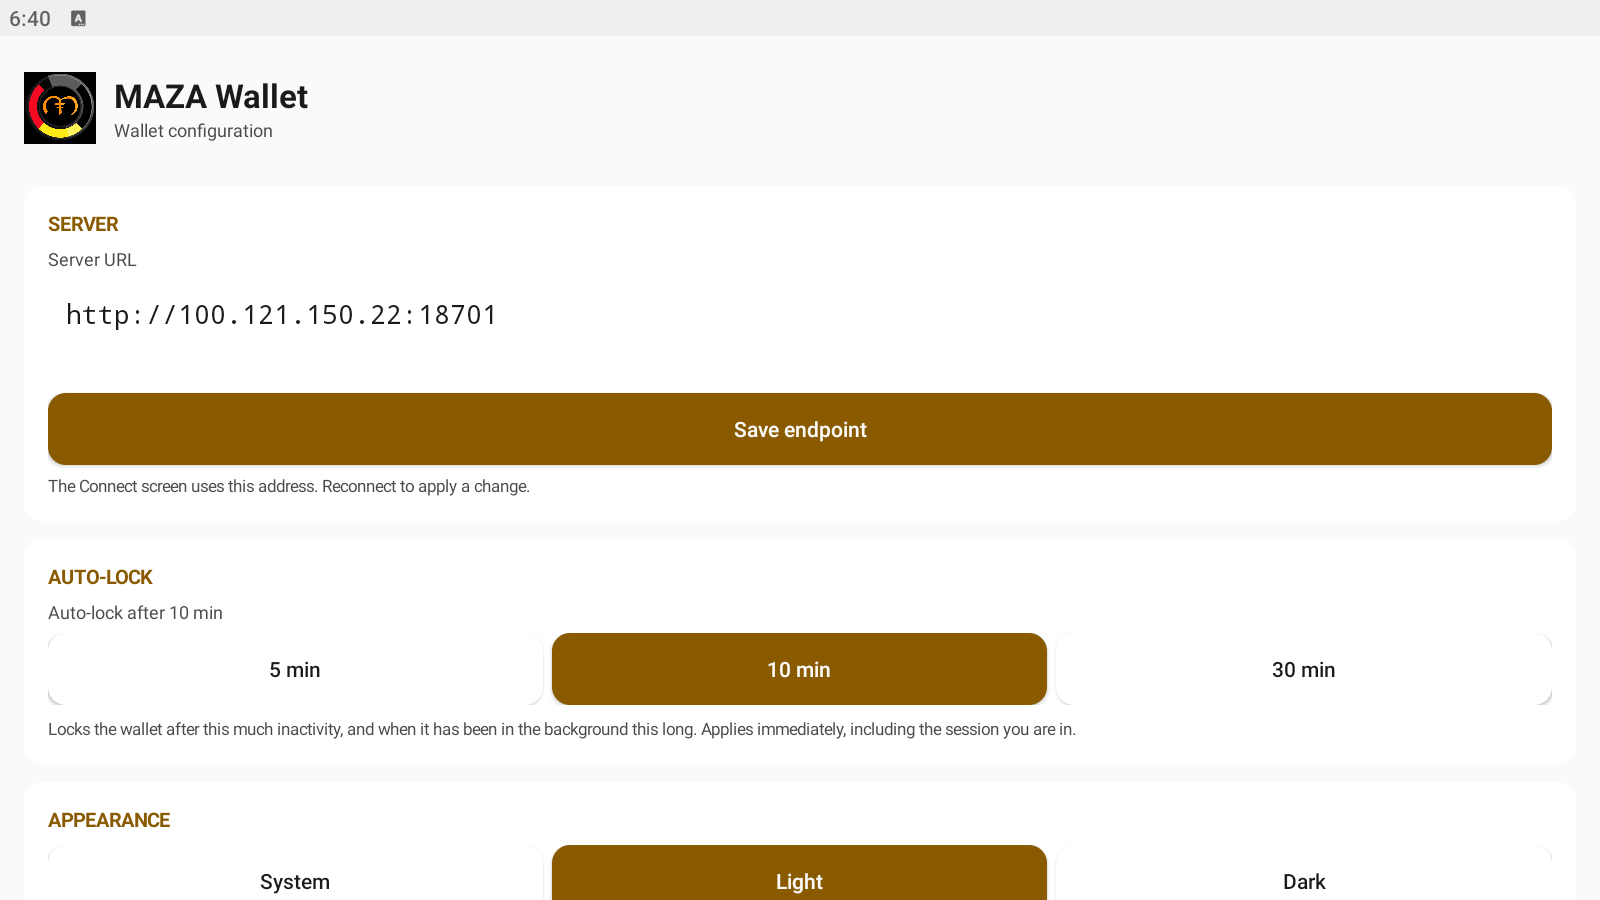 6:40
MAZA Wallet
Wallet configuration
SERVER
Server URL
http://100.121.150.22:18701
Save endpoint
The Connect screen uses this address. Reconnect to apply a change.
AUTO-LOCK
Auto-lock after 10 min
5 min
10 min
30 min
Locks the wallet after this much inactivity, and when it has been in the background this long. Applies immediately, including the session you are in.
APPEARANCE
System
Light
Dark